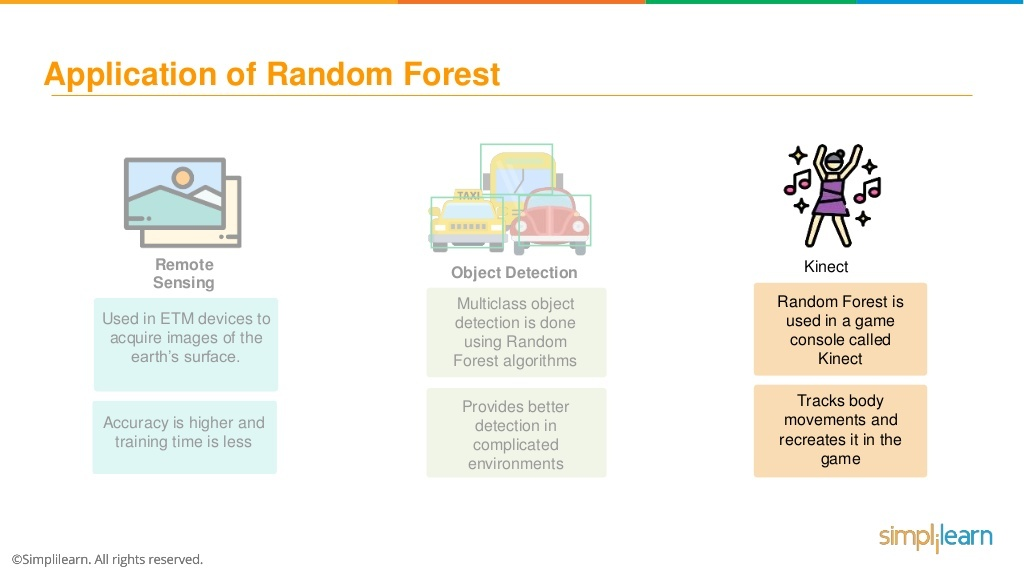 Application of Random Forest
TAXI
Remote
Sensing
Used in ETM devices to
acquire images of the
earth's surface.
Accuracy is higher and
training time is less
Object Detection
Multiclass object
detection is done
using Random
Forest algorithms
Provides better
detection in
complicated
environments
Kinect
Random Forest is
used in a game
console called
Kinect
Tracks body
movements and
recreates it in the
game
simplilearn
©Simplilearn. All rights reserved.